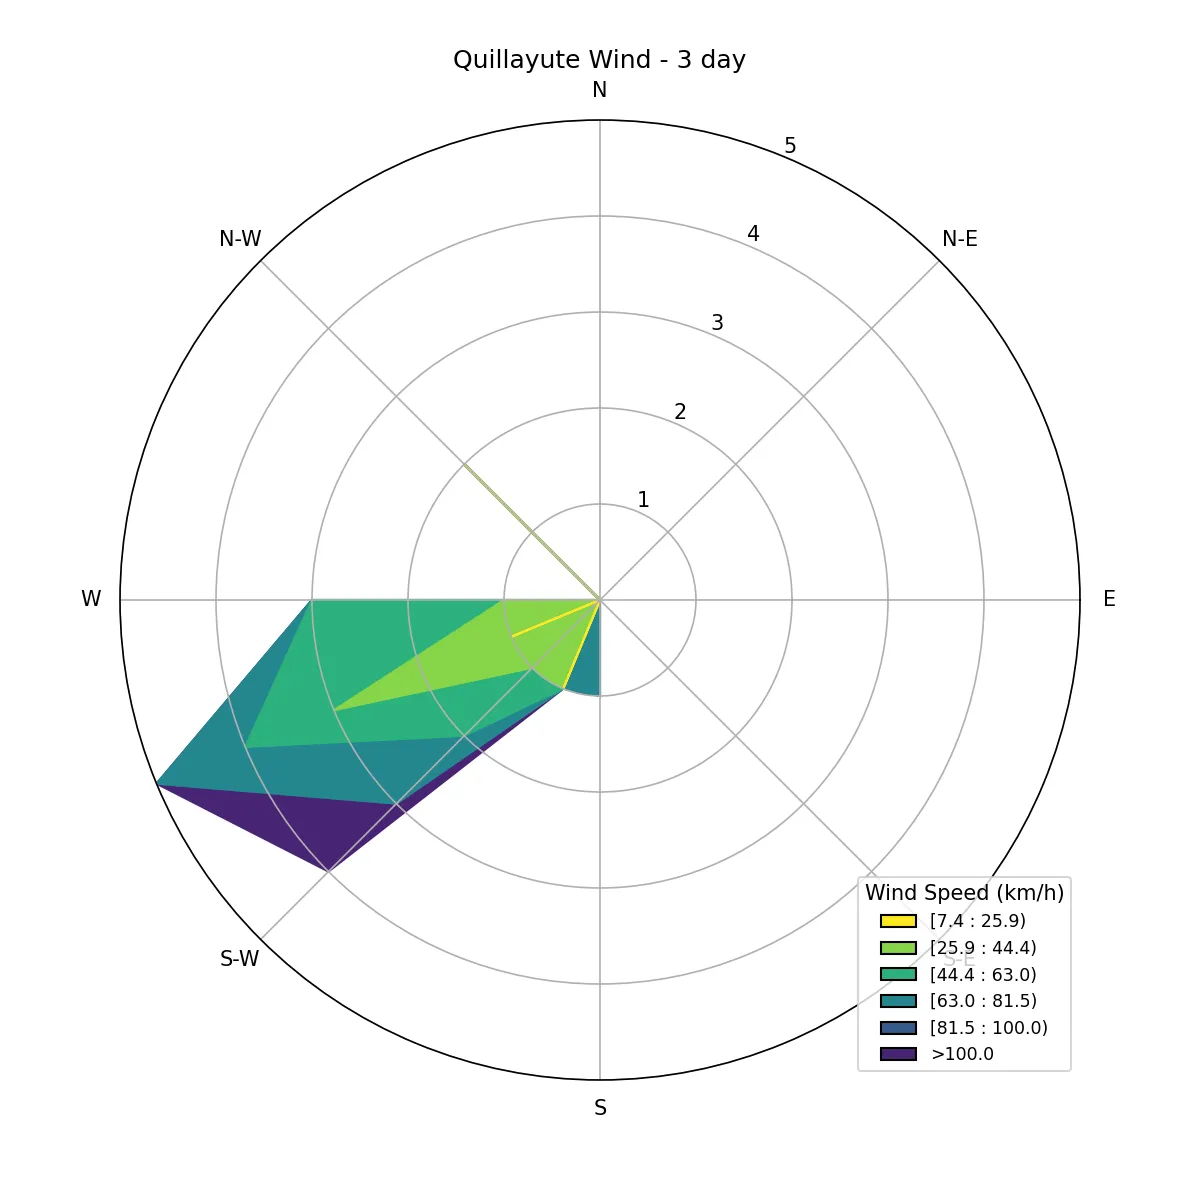 Quillayute Wind - 3 day
N
5
N-W
N-E
4
3
2
1
W
E
S-W
S-E
Wind Speed (km/h)
[7.4 : 25.9)
[25.9 : 44.4)
[44.4 : 63.0)
[63.0 : 81.5)
[81.5 : 100.0)
>100.0
S